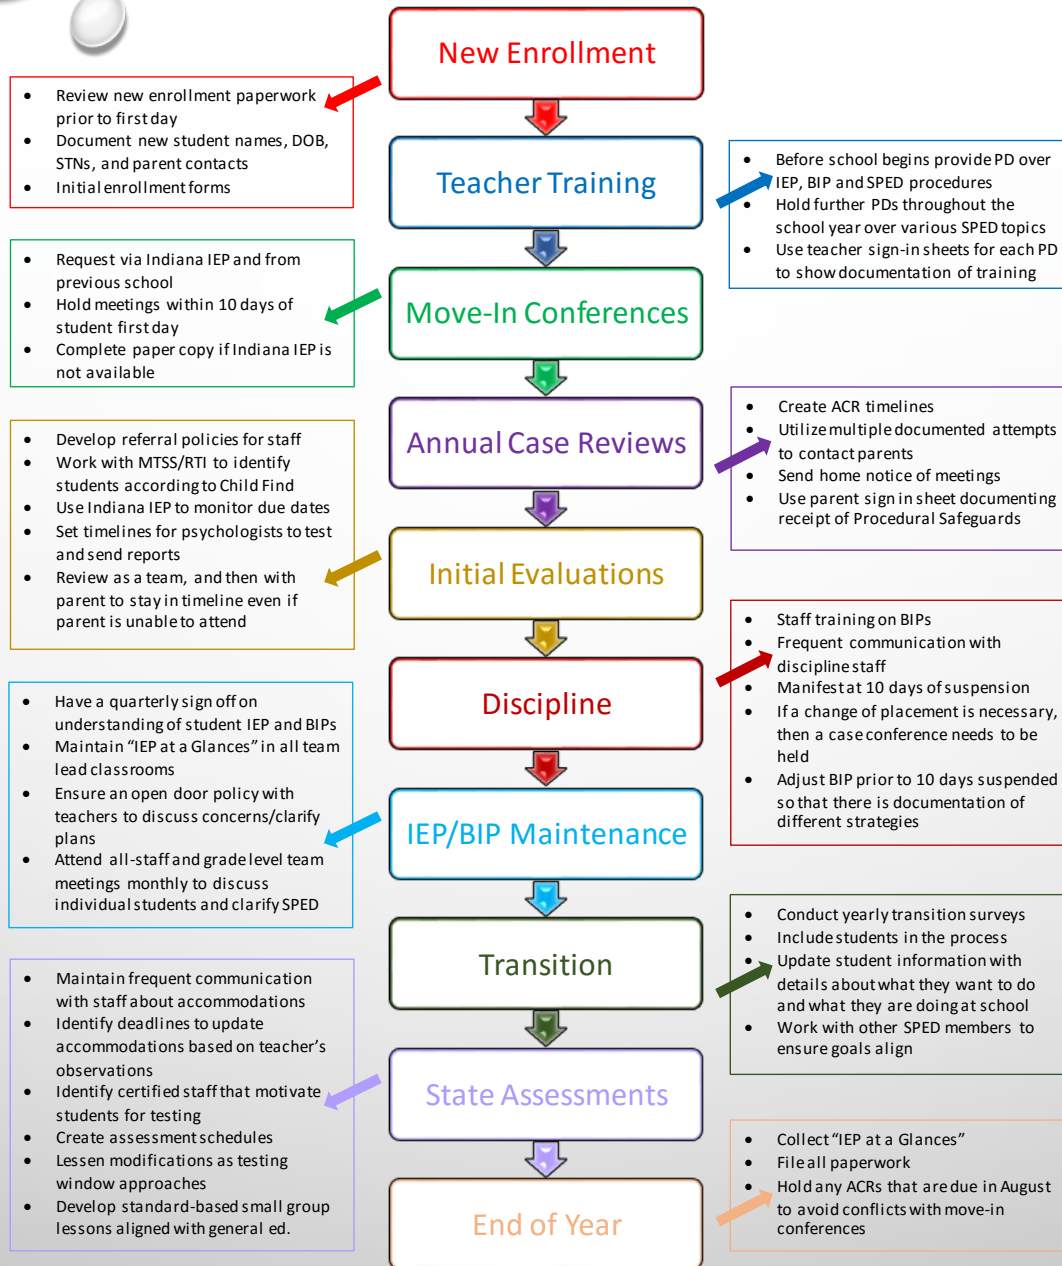 New Enrollment
• Review new enrollment paperwork
prior to first day
• Document new student names, DOB,
STNs, and parent contacts
• Initial enrollment forms
Teacher Training
• Before school begins provide PD over
IEP, BIP and SPED procedures
• Hold further PDs throughout the
school year over various SPED topics
• Use teacher sign-in sheets for each PD
to show documentation of training
• Request via Indiana IEP and from
previous school
• Hold meetings within 10 days of
student first day
• Complete paper copy if Indiana IEP is
not available
Move-In Conferences
Annual Case Reviews
• Create ACR timelines
• Utilize multiple documented attempts
to contact parents
• Send home notice of meetings
• Use parent sign in sheet documenting
receipt of Procedural Safeguards
• Develop referral policies for staff
• Work with MTSS/RTI to identify
students according to Child Find
• Use Indiana IEP to monitor due dates
• Set timelines for psychologists to test
and send reports
• Review as a team, and then with
parent to stay in timeline even if
parent is unable to attend
Initial Evaluations
Discipline
• Staff training on BIPs
• Frequent communication with
discipline staff
• Manifest at 10 days of suspension
• If a change of placement is necessary,
then a case conference needs to be
held
• Adjust BIP prior to 10 days suspended
so that there is documentation of
different strategies
• Have a quarterly sign off on
understanding of student IEP and BIPs
• Maintain “IEP at a Glances” in all team
lead classrooms
• Ensure an open door policy with
teachers to discuss concerns/clarify
plans
• Attend all-staff and grade level team
meetings monthly to discuss
individual students and clarify SPED
IEP/BIP Maintenance
Transition
• Conduct yearly transition surveys
• Include students in the process
• Update student information with
details about what they want to do
and what they are doing at school
• Work with other SPED members to
ensure goals align
• Maintain frequent communication
with staff about accommodations
• Identify deadlines to update
accommodations based on teacher’s
observations
• Identify certified staff that motivate
students for testing
• Create assessment schedules
• Lessen modifications as testing
window approaches
• Develop standard-based small group
lessons aligned with general ed.
State Assessments
End of Year
• Collect “IEP at a Glances”
• File all paperwork
• Hold any ACRs that are due in August
to avoid conflicts with move-in
conferences